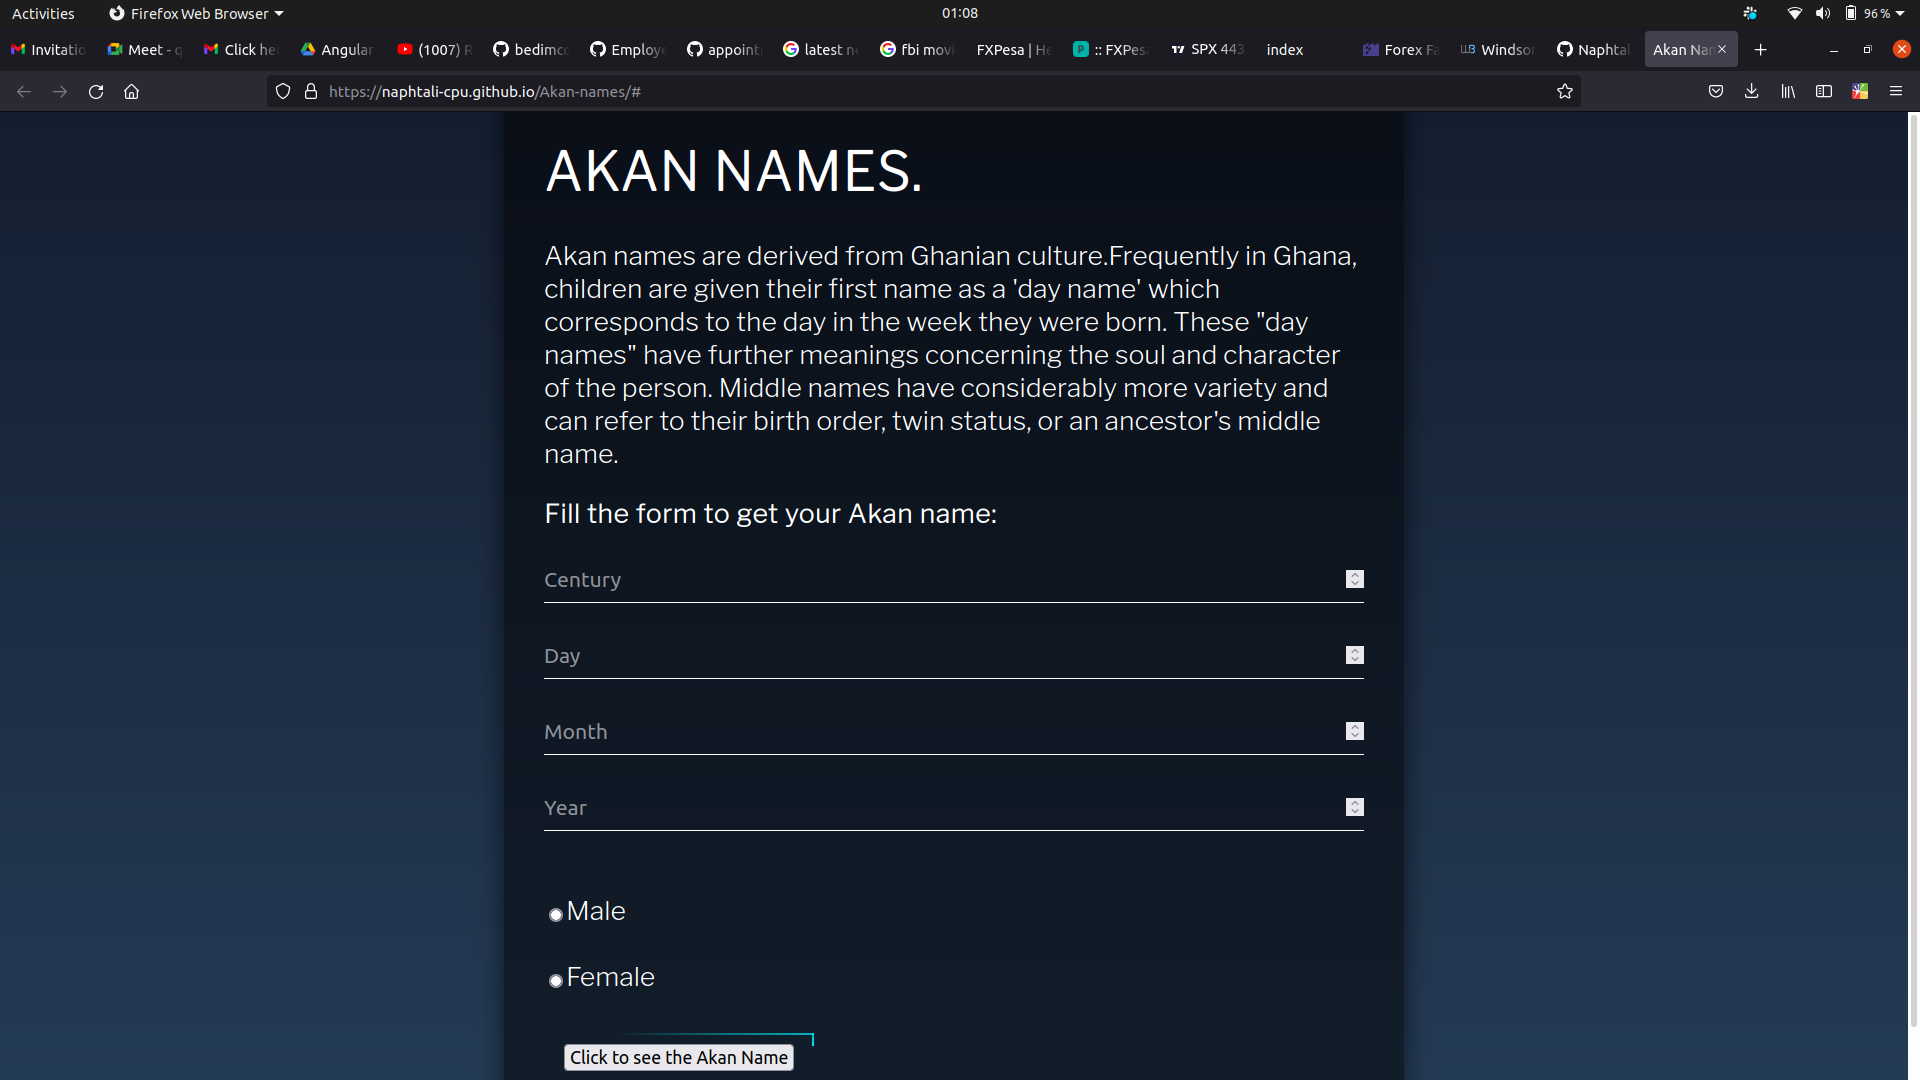 Activities
Firefox Web Browser
01:08
96 %
Invitatio
Meet - q
Click he
Angular
(1007) R
bedimco
Employe
appoint
latest ne
fbi movi
FXPesa | He
:: FXPes
SPX 443
index
Forex Fa
Windsor
Naphtal
Akan Nam
https://naphtali-cpu.github.io/Akan-names/#
AKAN NAMES.
Akan names are derived from Ghanian culture.Frequently in Ghana,
children are given their first name as a 'day name' which
corresponds to the day in the week they were born. These "day
names" have further meanings concerning the soul and character
of the person. Middle names have considerably more variety and
can refer to their birth order, twin status, or an ancestor's middle
name.
Fill the form to get your Akan name:
Century
Day
Month
Year
Male
Female
Click to see the Akan Name